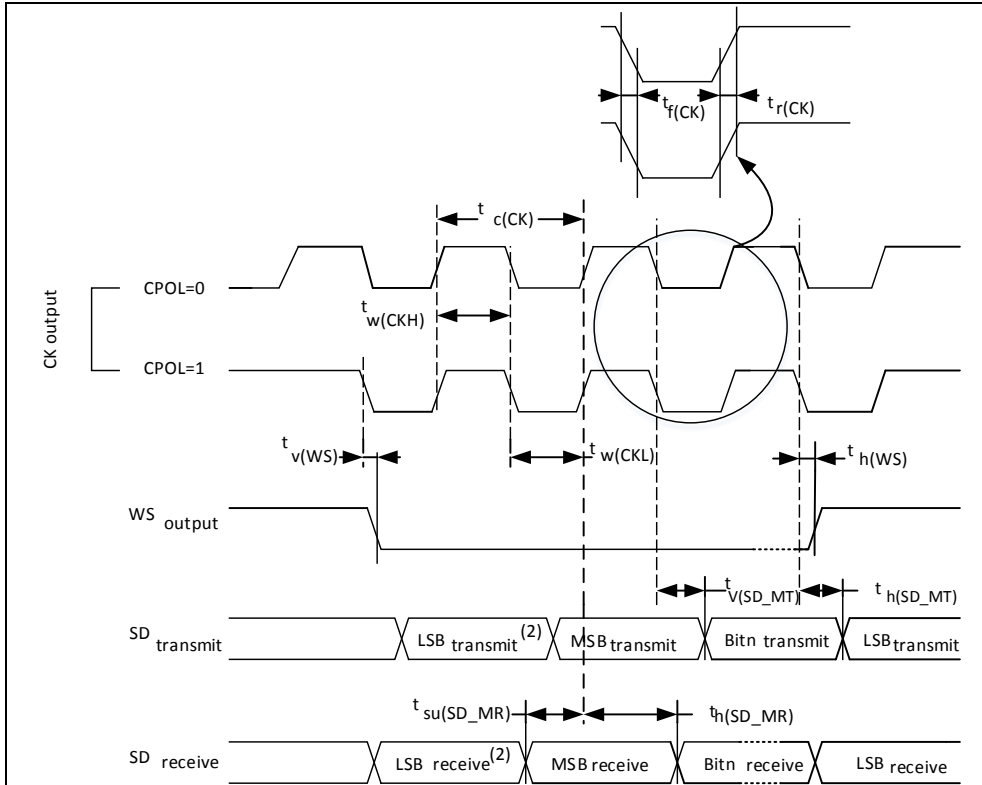 t f(CK)
t r(CK)
t c(CK)
CK output
CPOL=0
t w(CKH)
CPOL=1
t v(WS)
t w(CKL)
t h(WS)
WS output
t V(SD_MT)
t h(SD_MT)
SD transmit
LSB transmit(2)
MSB transmit
Bitn transmit
LSB transmit
t su(SD_MR)
th(SD_MR)
SD receive
LSB receive(2)
MSB receive
Bitn receive
LSB receive